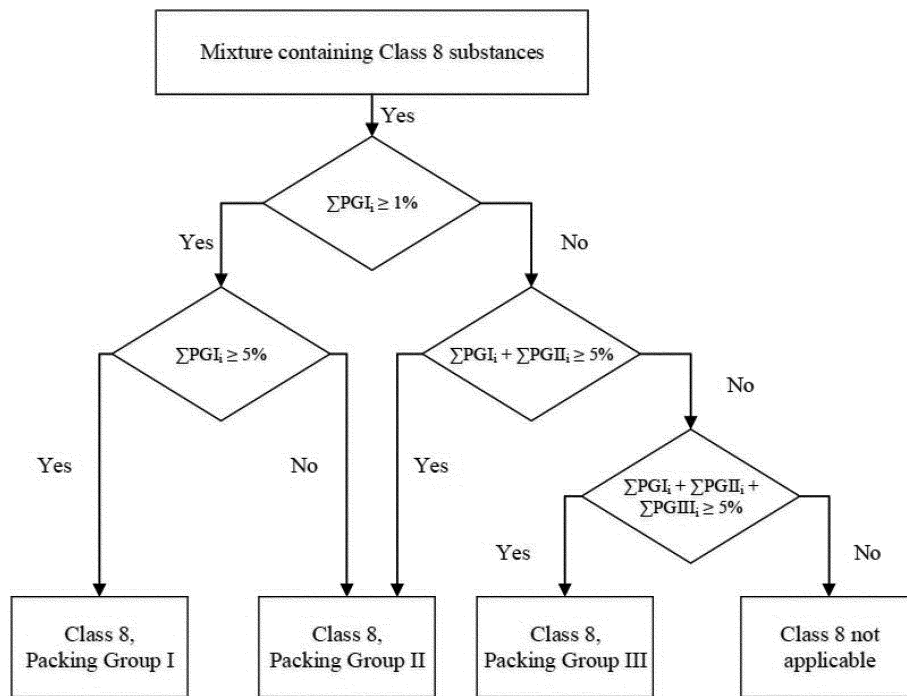 Mixture containing Class 8 substances
Yes
∑PGIᵢ ≥ 1%
Yes
No
∑PGIᵢ ≥ 5%
∑PGIᵢ + ∑PGIIᵢ ≥ 5%
No
Yes
No
Yes
∑PGIᵢ + ∑PGIIᵢ +
∑PGIIIᵢ ≥ 5%
Yes
No
Class 8,
Packing Group I
Class 8,
Packing Group II
Class 8,
Packing Group III
Class 8 not
applicable